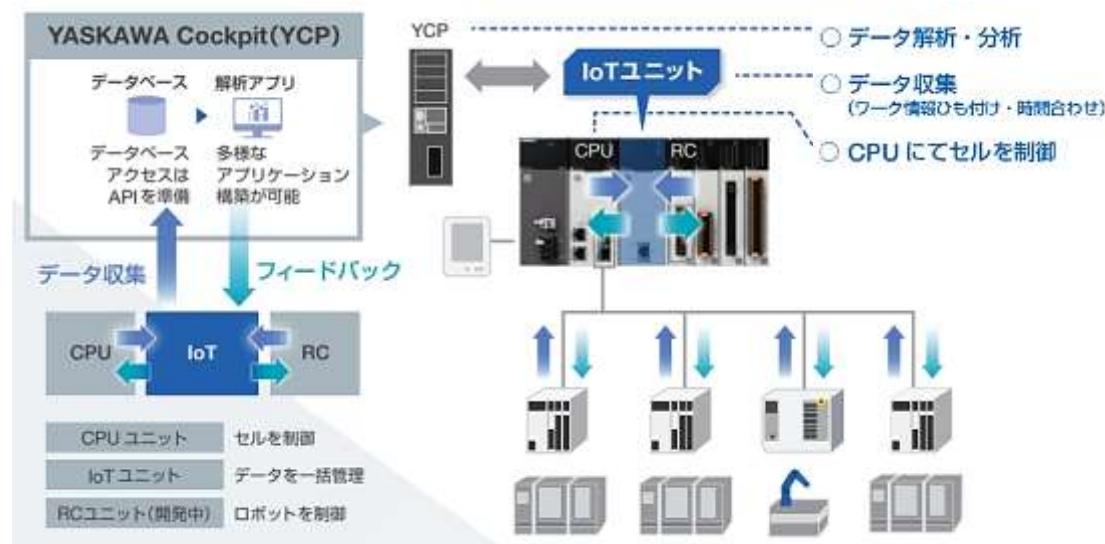 YASKAWA Cockpit(YCP)
データベース
解析アプリ
データベース
アクセスは
APIを準備
多様な
アプリケーション
構築が可能
データ収集
フィードバック
CPU
IoT
RC
CPUユニット
セルを制御
IoTユニット
データを一括管理
RCユニット(開発中)
ロボットを制御
YCP
IoTユニット
○ データ解析・分析
○ データ収集
(ワーク情報ひも付け・時間合わせ)
○ CPUにてセルを制御
CPU
RC